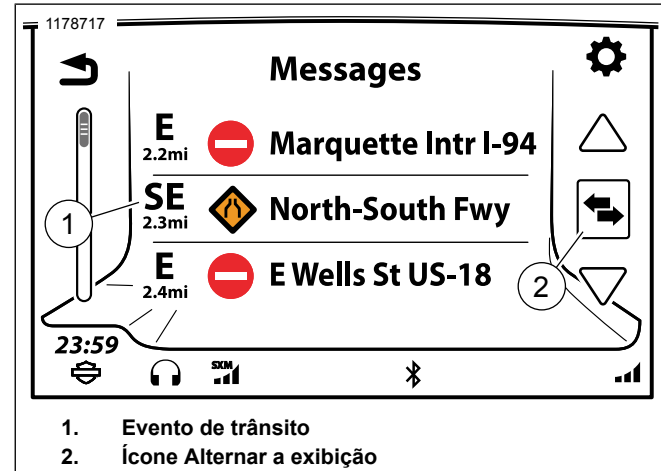 1178717
Messages
E
2.2mi
Marquette Intr I-94
SE
2.3mi
North-South Fwy
1
E
2.4mi
E Wells St US-18
2
23:59
SXM
1. Evento de trânsito
2. Ícone Alternar a exibição